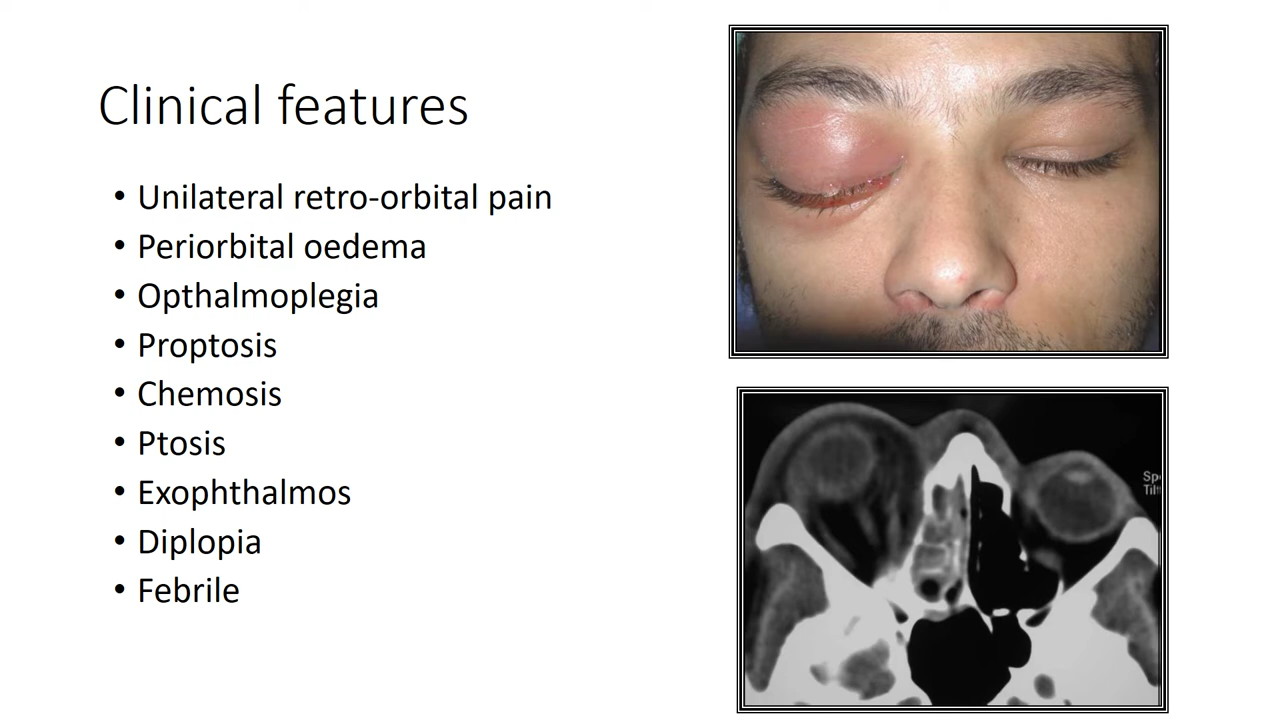 Clinical features
• Unilateral retro-orbital pain
• Periorbital oedema
• Opthalmoplegia
• Proptosis
• Chemosis
• Ptosis
• Exophthalmos
• Diplopia
• Febrile